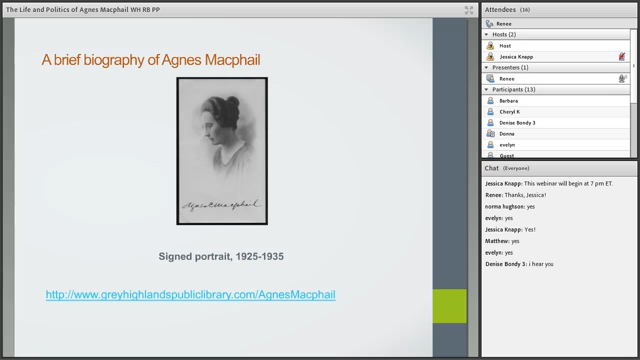 The Life and Politics of Agnes Macphail WH RB PP
A brief biography of Agnes Macphail
Agnes C. Macphail
Signed portrait, 1925-1935
http://www.greyhighlandspubliclibrary.com/AgnesMacphail
Attendees (16)
Renee
Hosts (2)
Host
Jessica Knapp
Presenters (1)
Renee
Participants (13)
Barbara
Cheryl K
Denise Bondy 3
Donna
evelyn
Guest
Chat (Everyone)
Jessica Knapp: This webinar will begin at 7 pm ET.
Renee: Thanks, Jessica!
norma hughson: yes
evelyn: yes
Jessica Knapp: Yes!
Matthew: yes
evelyn: yes
Denise Bondy 3: i hear you